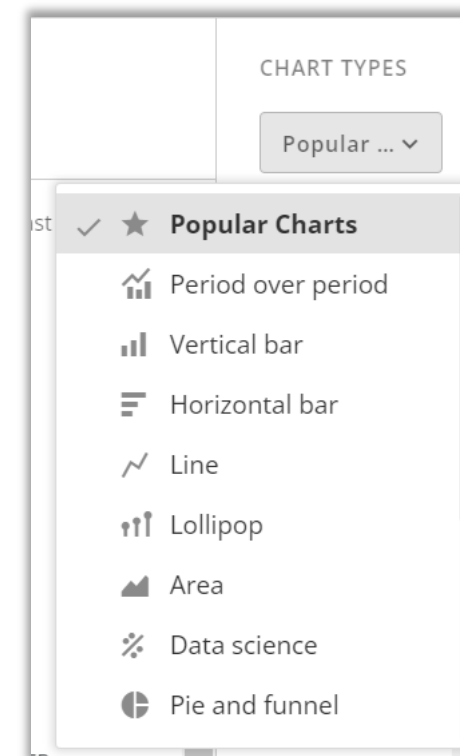 CHART TYPES
Popular ...
Popular Charts
Period over period
Vertical bar
Horizontal bar
Line
Lollipop
Area
Data science
Pie and funnel